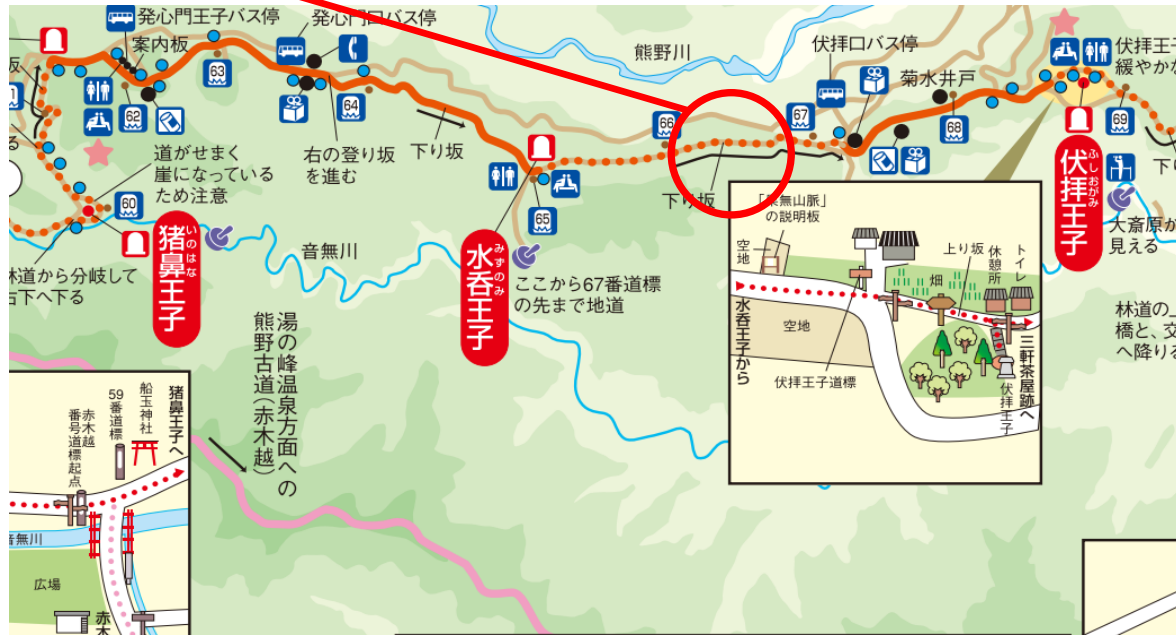 発心門王子バス停
案内板
発心門口バス停
63
62
64
右の登り坂
を進む
下り坂
熊野川
伏拝口バス停
菊水井戸
66
67
68
69
伏拝王子
緩やかな
下り
道がせまく
崖になっている
ため注意
60
猪鼻王子
いのはな
音無川
林道から分岐して
右下へ下る
65
水呑王子
みずのみ
ここから67番道標
の先まで地道
下り坂
伏拝王子
ふしおがみ
大斎原が
見える
林道の上
橋と、交
へ降りる
湯の峰温泉方面への
熊野古道(赤木越)
の説明板
空地
水呑王子から
空地
伏拝王子道標
畑
上り坂
休憩所
トイレ
三軒茶屋跡へ
伏拝王子
猪鼻王子へ
船玉神社
59番道標
赤木越
番号道標起点
音無川
広場
赤木